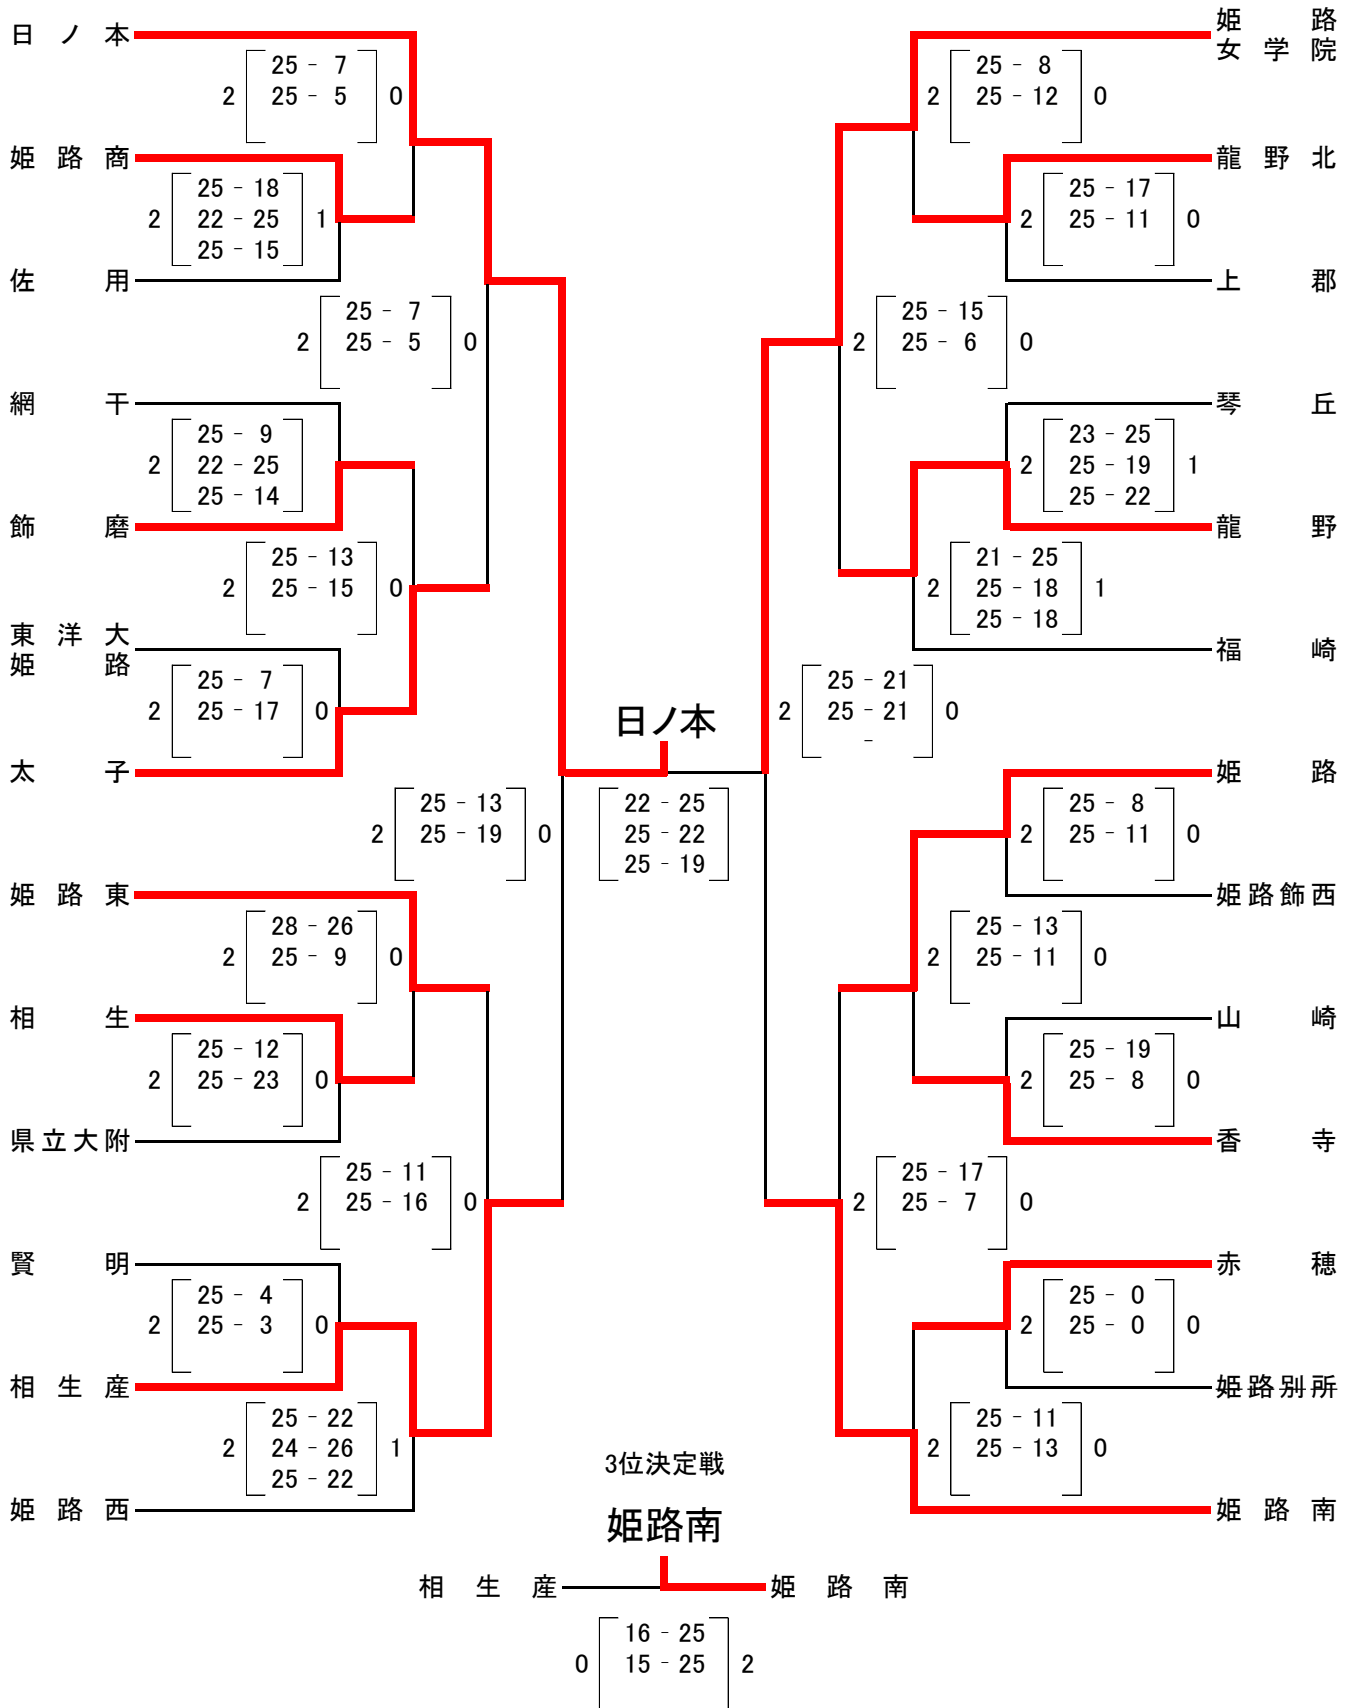 日ノ本
25 - 7
2 25 - 5 0
姫路商
25 - 18
2 22 - 25 1
25 - 15
佐用
25 - 7
2 25 - 5 0
網干
25 - 9
2 22 - 25
25 - 14
飾磨
25 - 13
2 25 - 15 0
東洋大
姫路
25 - 7
2 25 - 17 0
太子
25 - 13
2 25 - 19 0
姫路東
28 - 26
2 25 - 9 0
相生
25 - 12
2 25 - 23 0
県立大附
25 - 11
2 25 - 16 0
賢明
25 - 4
2 25 - 3 0
相生産
25 - 22
2 24 - 26 1
25 - 22
姫路西
日ノ本
22 - 25
25 - 22
25 - 19
姫路
女学院
25 - 8
2 25 - 12 0
龍野北
25 - 17
2 25 - 11 0
上郡
25 - 15
2 25 - 6 0
琴丘
23 - 25
2 25 - 19 1
25 - 22
龍野
21 - 25
2 25 - 18 1
25 - 18
福崎
25 - 21
2 25 - 21 0
-
姫路
25 - 8
2 25 - 11 0
姫路飾西
25 - 13
2 25 - 11 0
山崎
25 - 19
2 25 - 8 0
香寺
25 - 17
2 25 - 7 0
赤穂
25 - 0
2 25 - 0 0
姫路別所
25 - 11
2 25 - 13 0
姫路南
3位決定戦
姫路南
相生産 姫路南
16 - 25
0 15 - 25 2